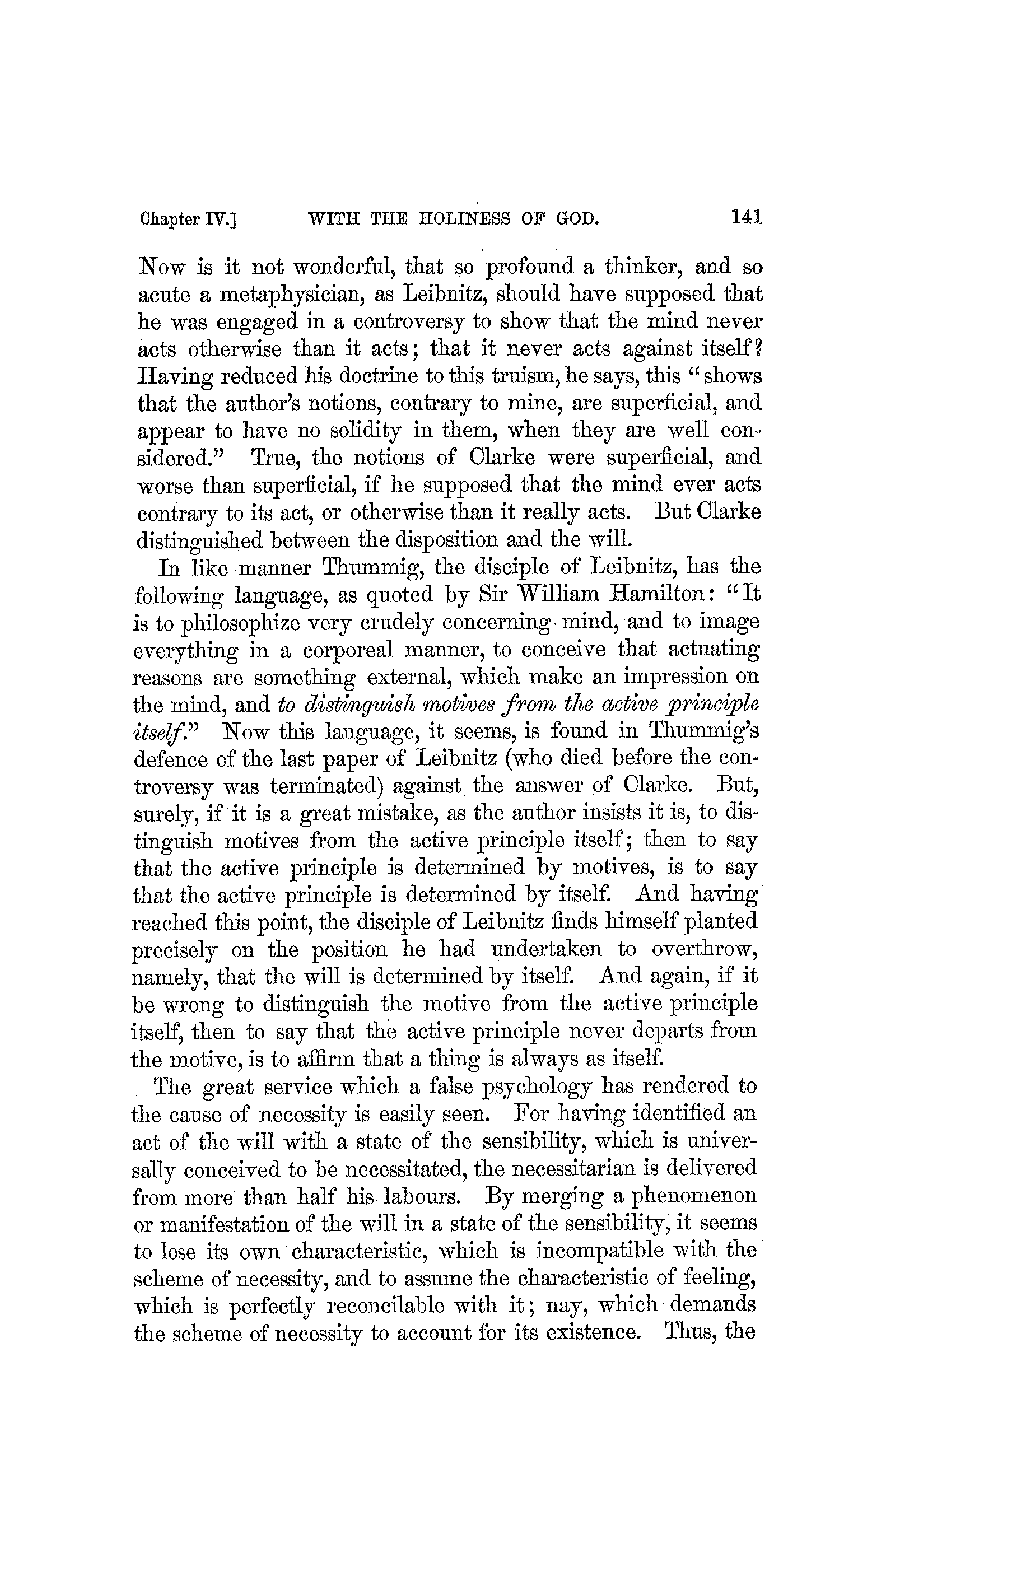 Chapter IV.] WITH THE HOLINESS OF GOD. 141
Now is it not wonderful, that so profound a thinker, and so
acute a metaphysician, as Leibnitz, should have supposed that
he was engaged in a controversy to show that the mind never
acts otherwise than it acts; that it never acts against itself?
Having reduced his doctrine to this truism, he says, this "shows
that the author's notions, contrary to mine, are superficial, and
appear to have no solidity in them, when they are well con-
sidered." True, the notions of Clarke were superficial, and
worse than superficial, if he supposed that the mind ever acts
contrary to its act, or otherwise than it really acts. But Clarke
distinguished between the disposition and the will.
In like manner Thummig, the disciple of Leibnitz, has the
following language, as quoted by Sir William Hamilton: "It
is to philosophize very crudely concerning mind, and to image
everything in a corporeal manner, to conceive that actuating
reasons are something external, which make an impression on
the mind, and to distinguish motives from the active principle
itself." Now this language, it seems, is found in Thummig's
defence of the last paper of Leibnitz (who died before the con-
troversy was terminated) against the answer of Clarke. But,
surely, if it is a great mistake, as the author insists it is, to dis-
tinguish motives from the active principle itself; then to say
that the active principle is determined by motives, is to say
that the active principle is determined by itself. And having
reached this point, the disciple of Leibnitz finds himself planted
precisely on the position he had undertaken to overthrow,
namely, that the will is determined by itself. And again, if it
be wrong to distinguish the motive from the active principle
itself, then to say that the active principle never departs from
the motive, is to affirm that a thing is always as itself.
The great service which a false psychology has rendered to
the cause of necessity is easily seen. For having identified an
act of the will with a state of the sensibility, which is univer-
sally conceived to be necessitated, the necessitarian is delivered
from more than half his labours. By merging a phenomenon
or manifestation of the will in a state of the sensibility, it seems
to lose its own characteristic, which is incompatible with the
scheme of necessity, and to assume the characteristic of feeling,
which is perfectly reconcilable with it; nay, which demands
the scheme of necessity to account for its existence. Thus, the